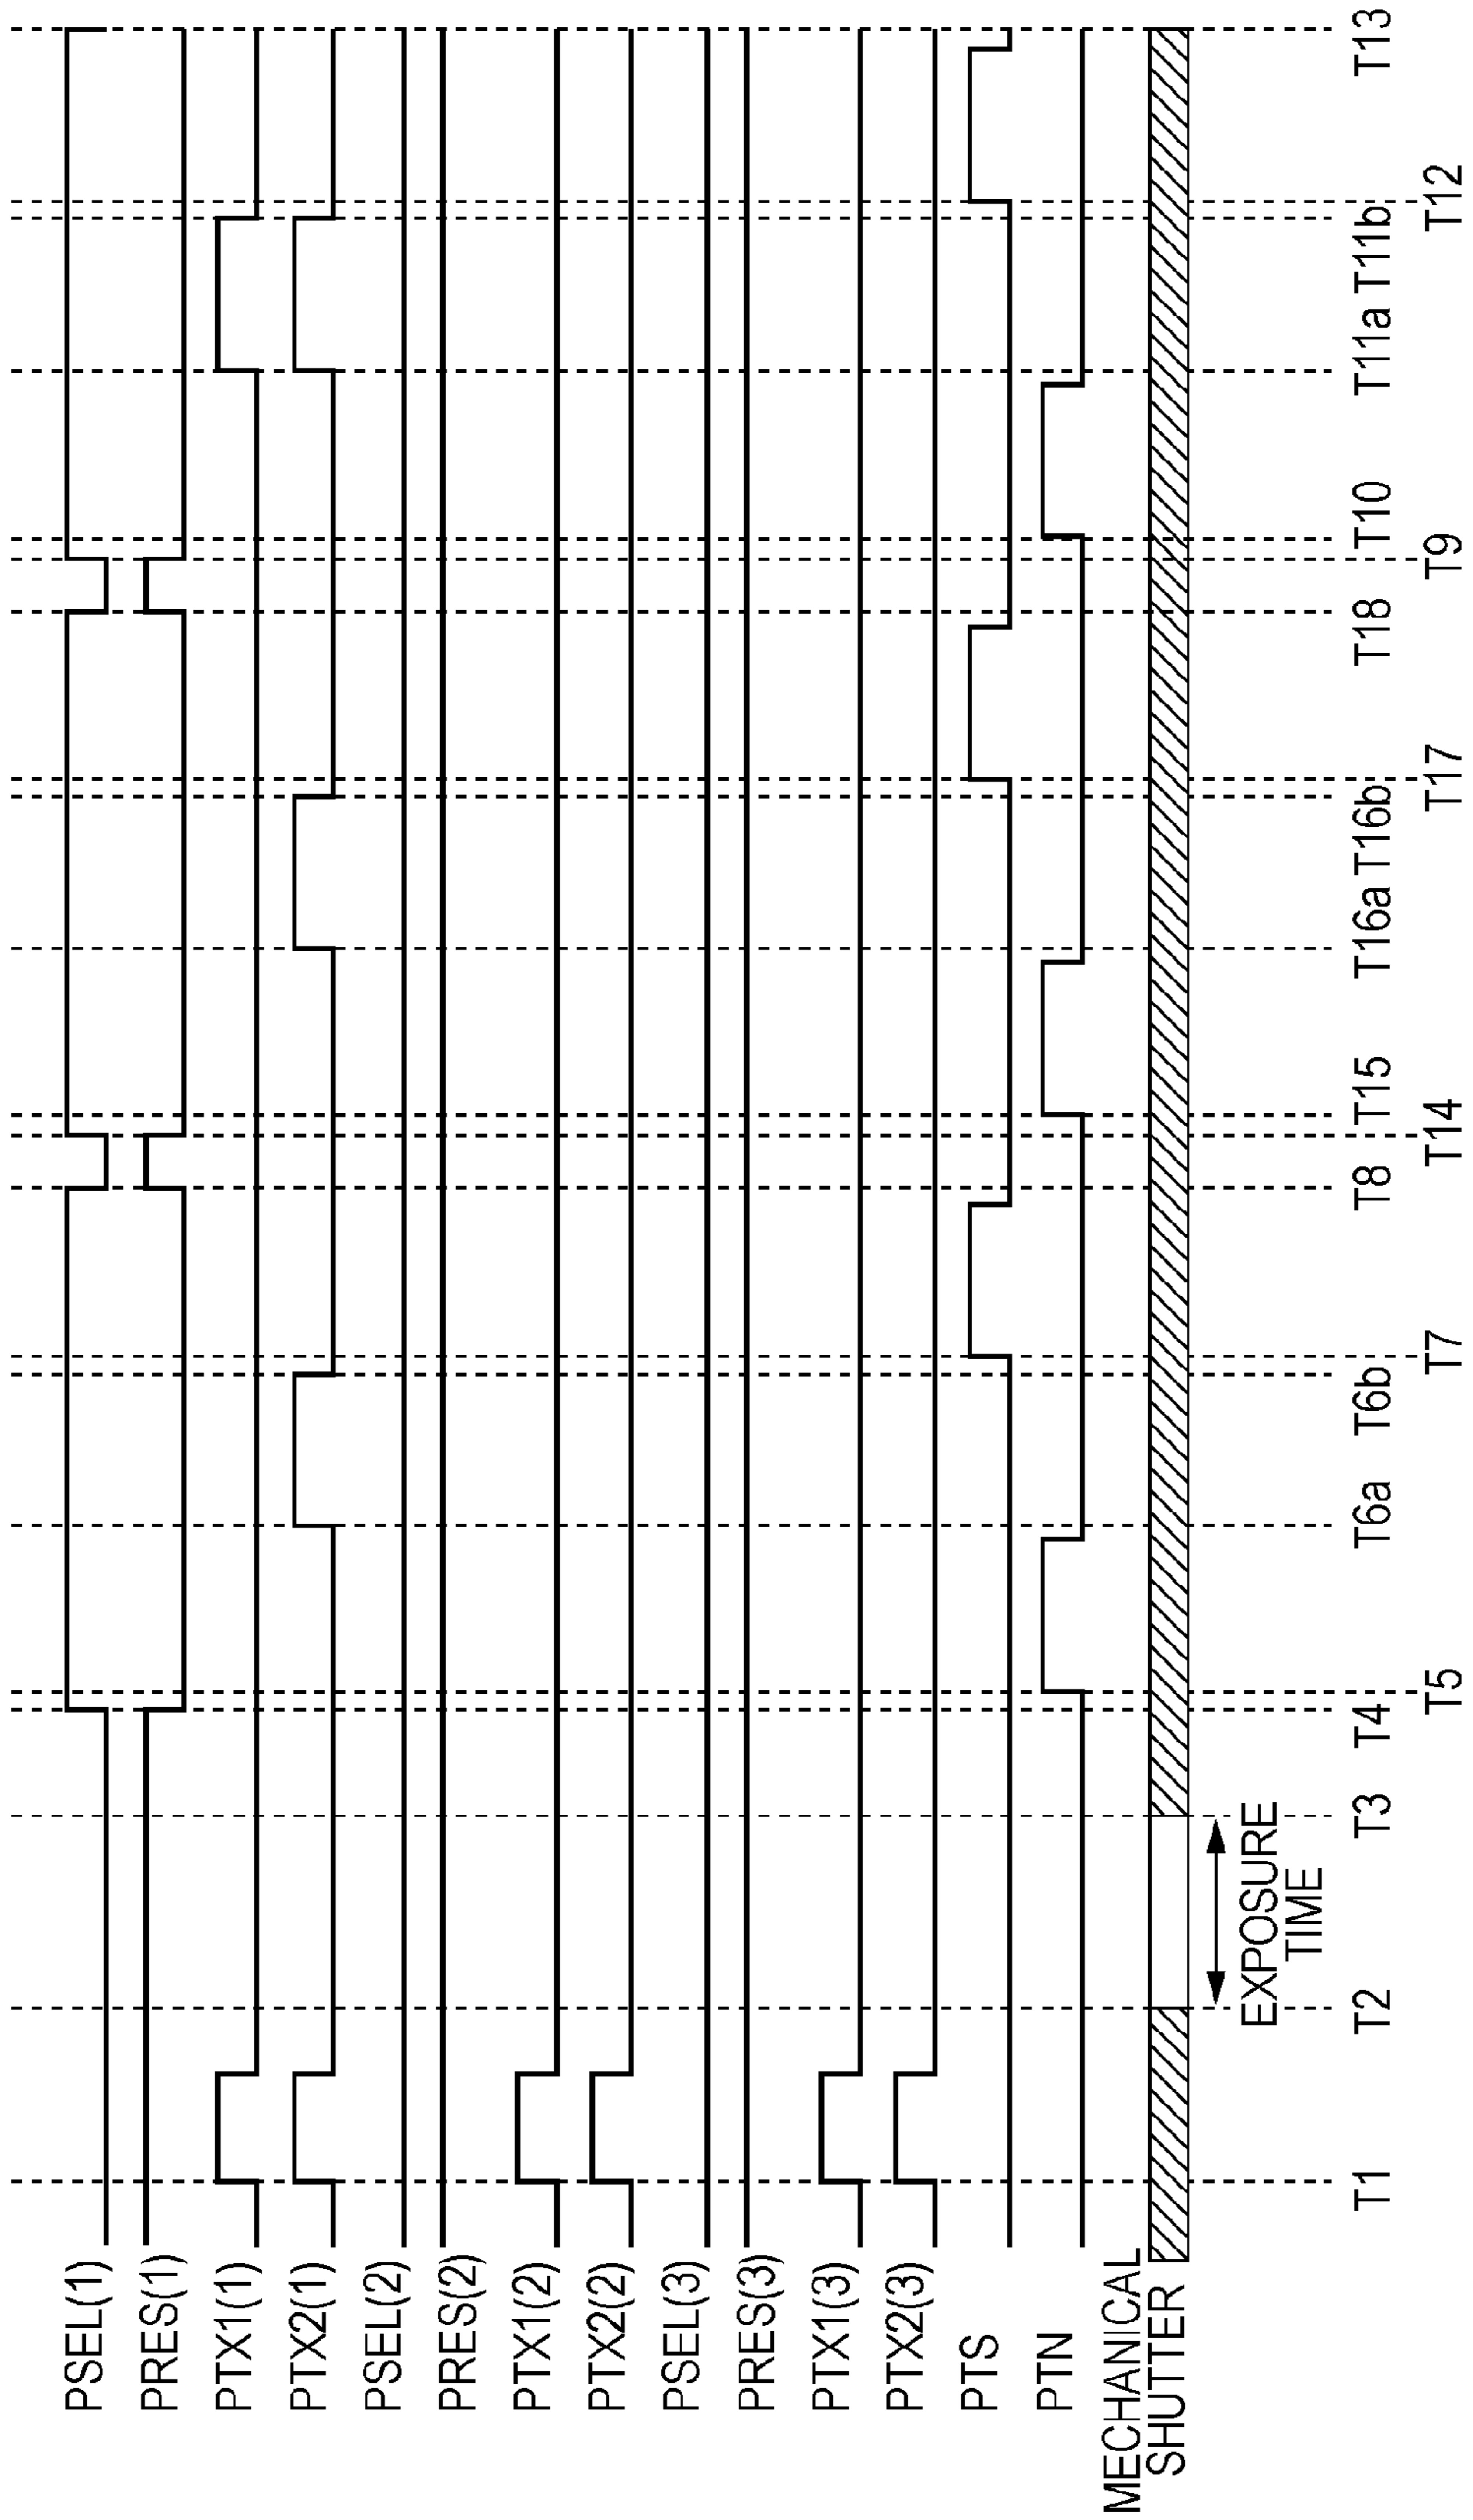 PSEL(1)
PRES(1)
PTX1(1)
PTX2(1)
PSEL(2)
PRES(2)
PTX1(2)
PTX2(2)
PSEL(3)
PRES(3)
PTX1(3)
PTX2(3)
PTS
PTN
MECHANICAL
SHUTTER
EXPOSURE
TIME
T1 T2 T3 T4 T6a T6b T8 T15 T16a T16b T18 T10 T11a T11b T13
T5 T7 T14 T17 T9 T12